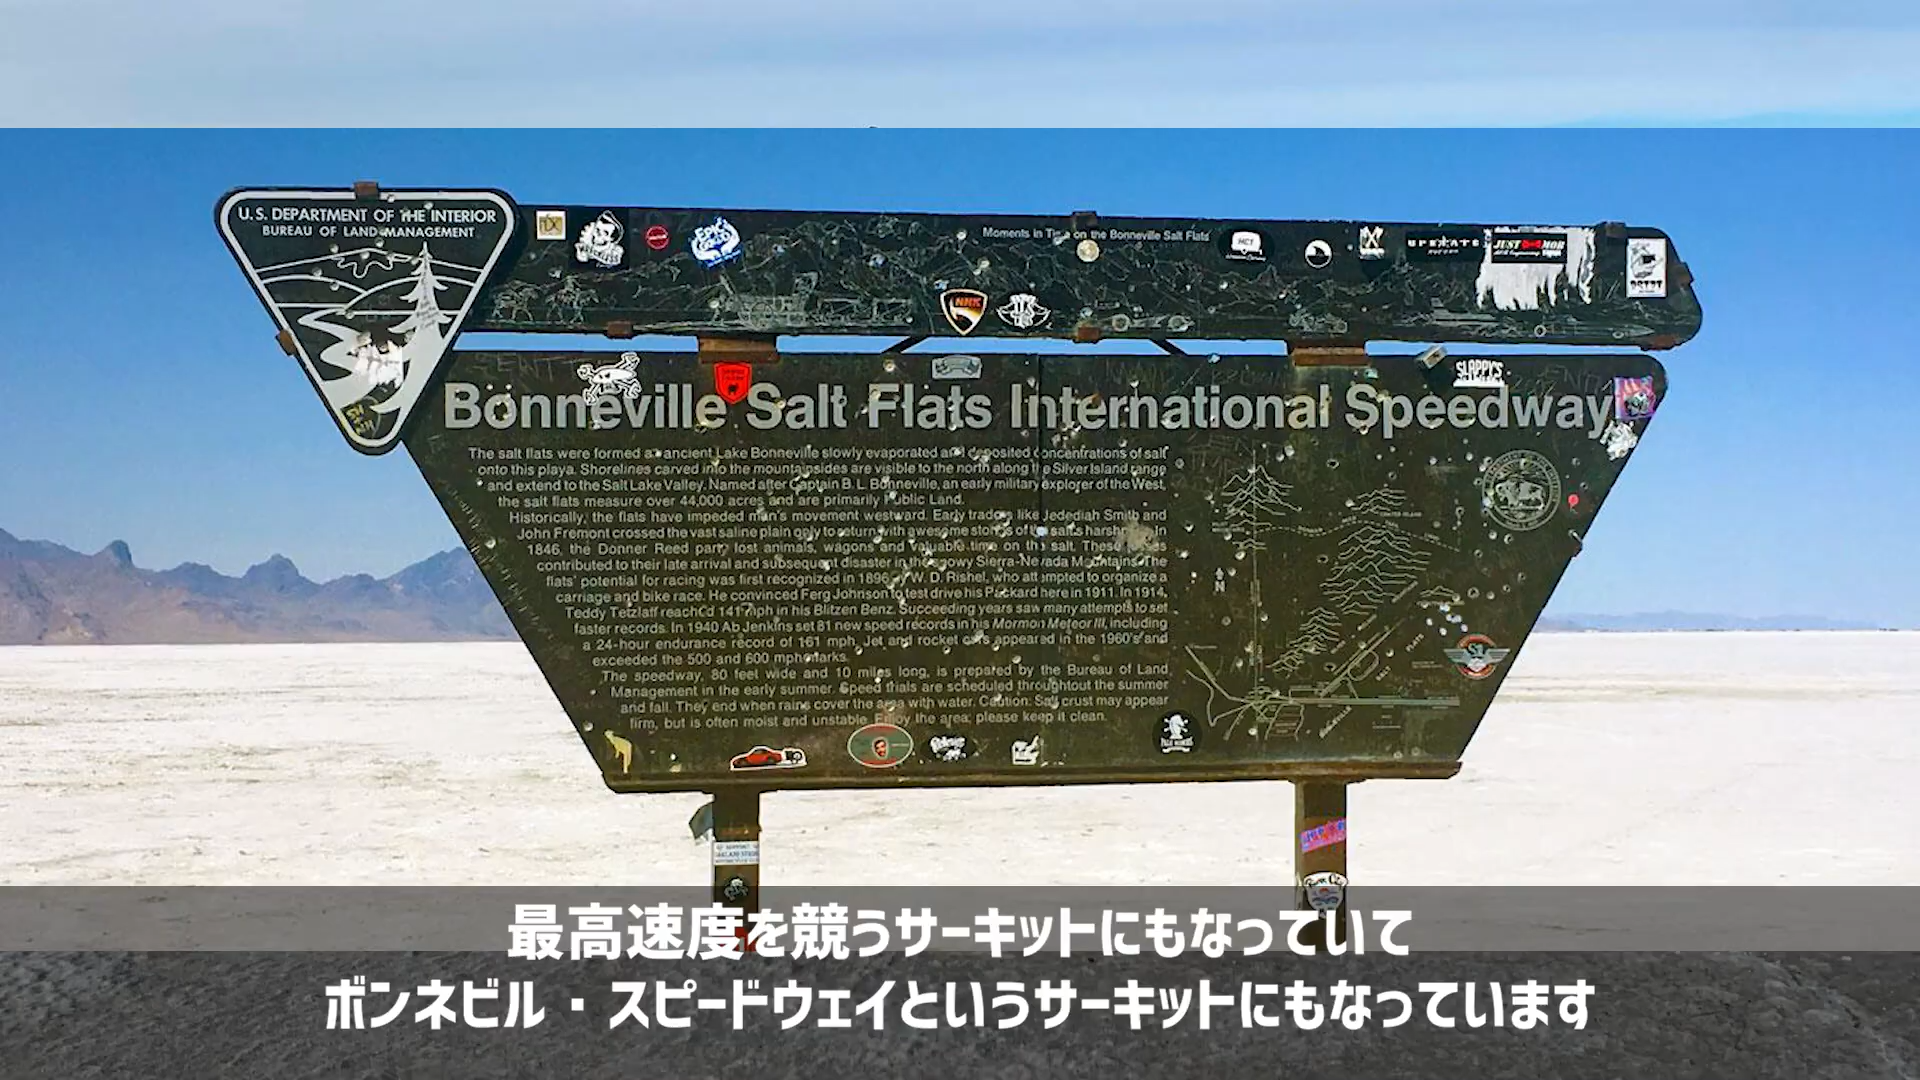 U.S. DEPARTMENT OF THE INTERIOR
BUREAU OF LAND MANAGEMENT
Moments in Time on the Bonneville Salt Flats
EPIC
HCT
JUST MOR
NNK
SLAPPY'S
Bonneville Salt Flats International Speedway
The salt flats were formed as ancient Lake Bonneville slowly evaporated and deposited concentrations of salt
onto this playa. Shorelines carved into the mountainsides are visible to the north along the Silver Island range
and extend to the Salt Lake Valley. Named after Captain B. L. Bonneville, an early military explorer of the West,
the salt flats measure over 44,000 acres and are primarily Public Land.
Historically, the flats have impeded man's movement westward. Early traders like Jedediah Smith and
John Fremont crossed the vast saline plain only to return with awesome stories of the salt's harshness. In
1846, the Donner Reed party lost animals, wagons and valuable time on the salt. These losses
contributed to their late arrival and subsequent disaster in the snowy Sierra-Nevada Mountains. The
flats' potential for racing was first recognized in 1896 by W. D. Rishel, who attempted to organize a
carriage and bike race. He convinced Ferg Johnson to test drive his Packard here in 1911. In 1914,
Teddy Tetzlaff reach'd 141 mph in his Blitzen Benz. Succeeding years saw many attempts to set
faster records. In 1940 Ab Jenkins set 81 new speed records in his Mormon Meteor III, including
a 24-hour endurance record of 161 mph. Jet and rocket cars appeared in the 1960's and
exceeded the 500 and 600 mph marks.
The speedway, 80 feet wide and 10 miles long, is prepared by the Bureau of Land
Management in the early summer. Speed trials are scheduled throughtout the summer
and fall. They end when rains cover the area with water. Caution: Salt crust may appear
firm, but is often moist and unstable. Enjoy the area; please keep it clean.
N
SALT
FLATS
BONNEVILLE
最高速度を競うサーキットにもなっていて
ボンネビル・スピードウェイというサーキットにもなっています